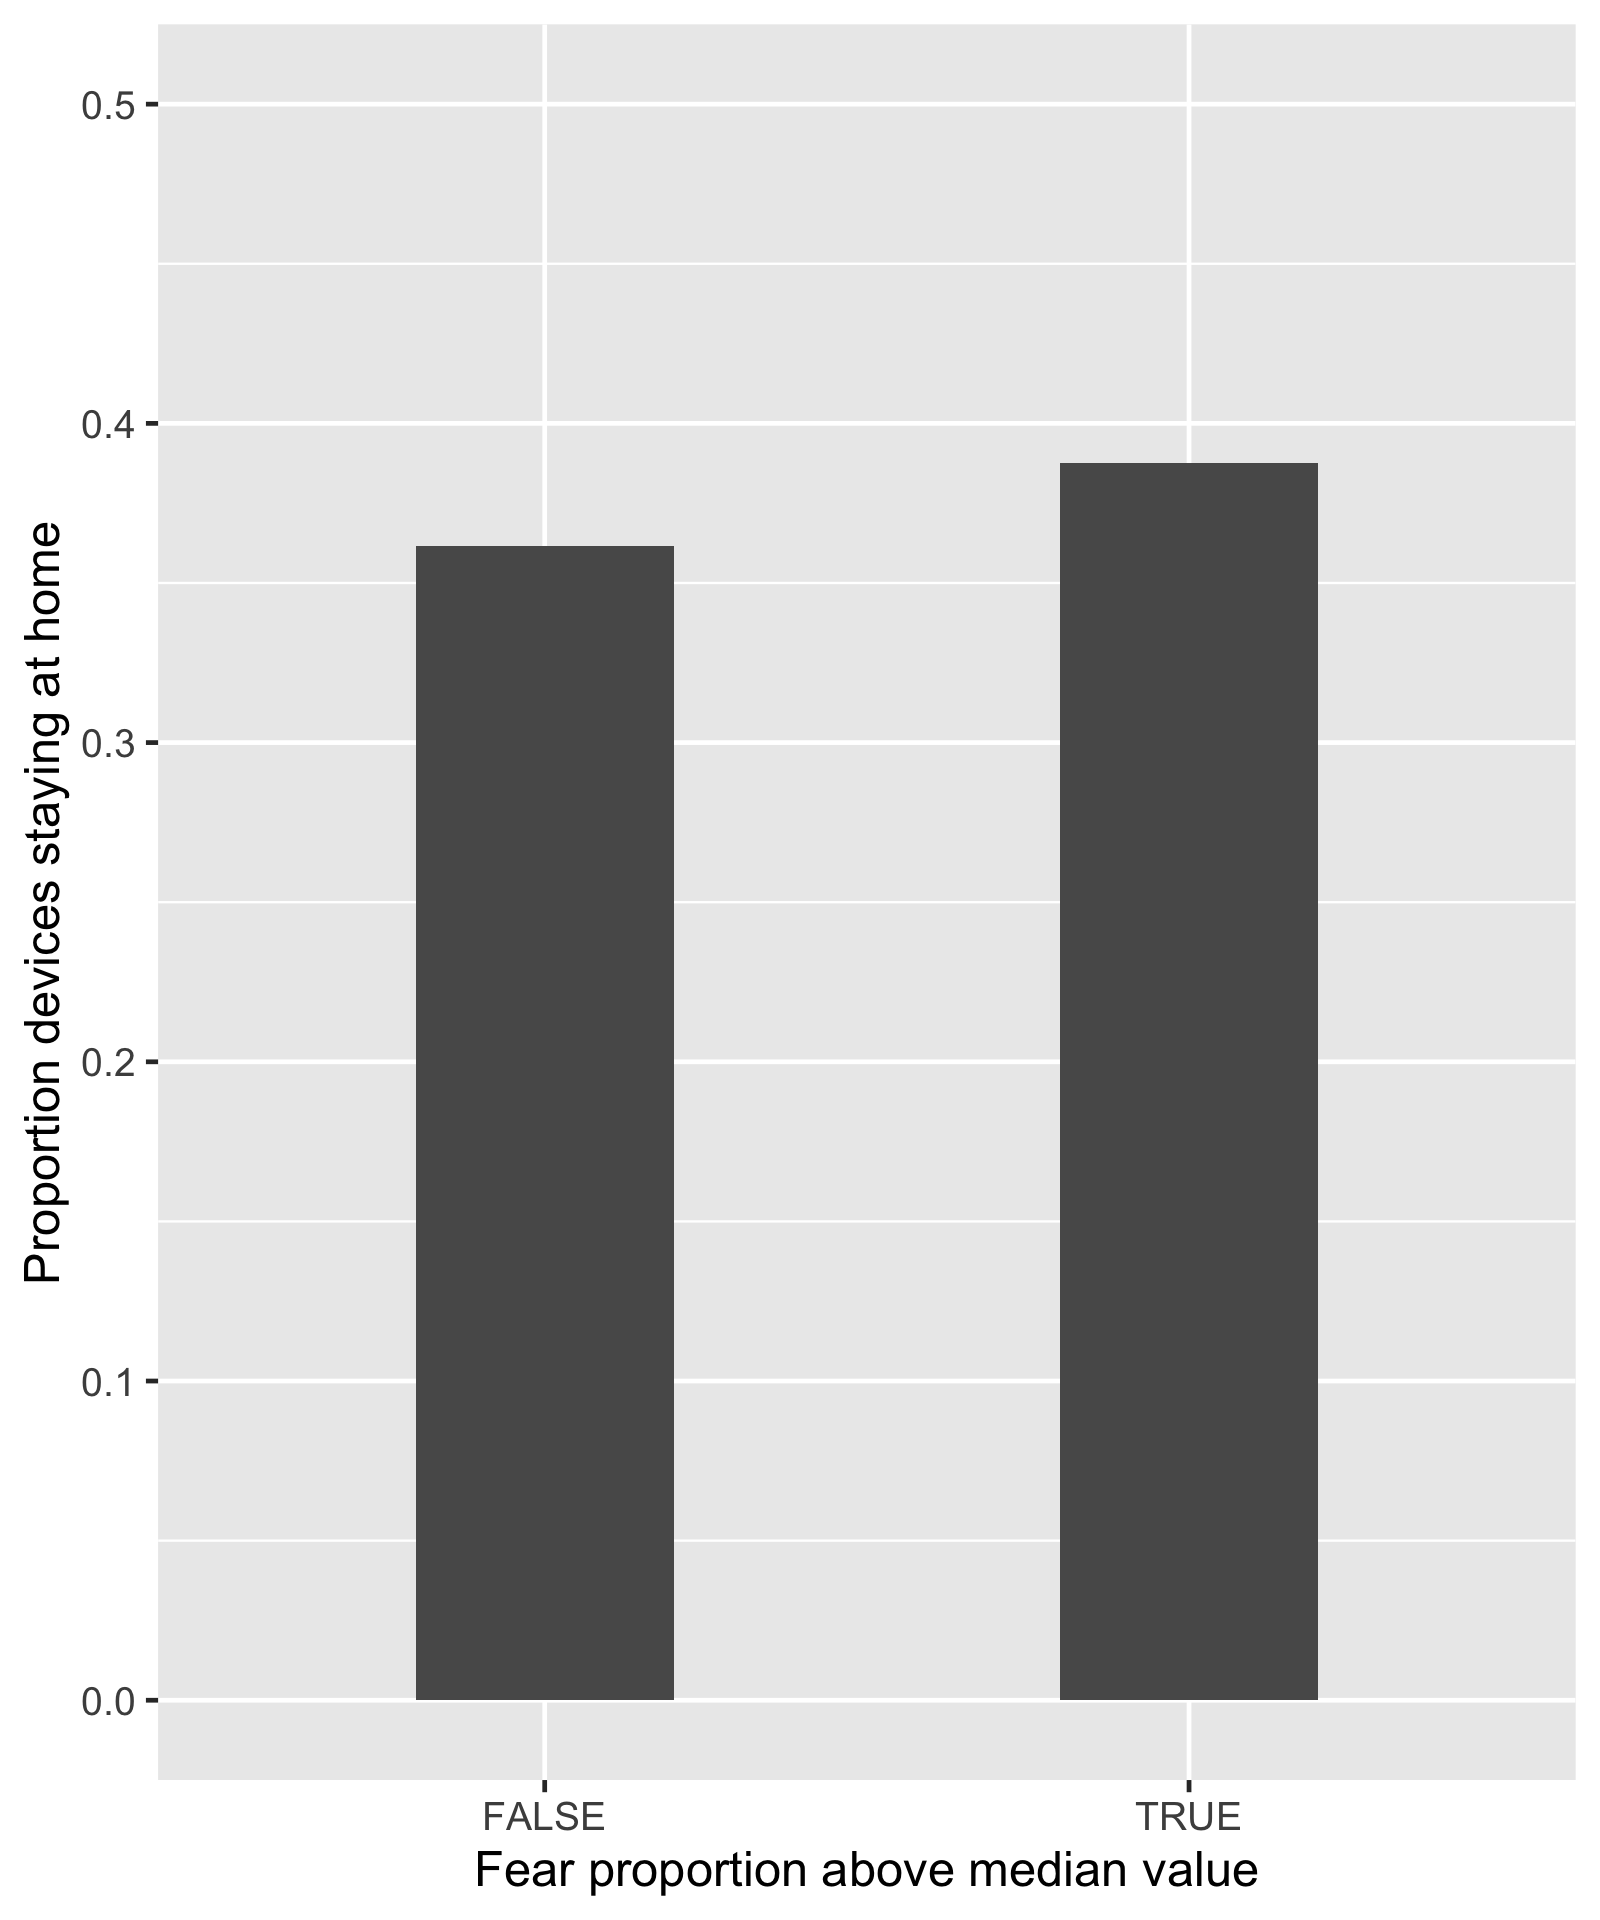 Proportion devices staying at home
0.5
0.4
0.3
0.2
0.1
0.0
FALSE
TRUE
Fear proportion above median value